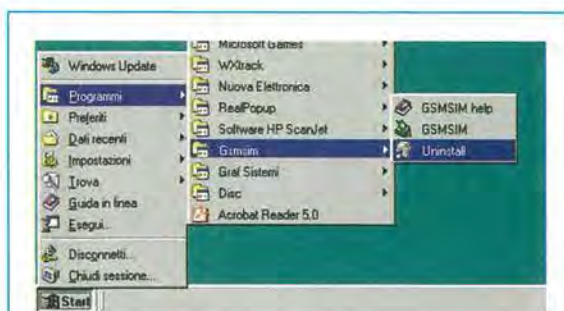 Windows Update
Programmi
Preferiti
Dati recenti
Impostazioni
Trova
Guida in linea
Esegui...
Disconnetti...
Chiudi sessione...
Start
Microsoft Games
WXtrack
Nuova Elettronica
RealPopup
Software HP ScanJet
Gsmsim
Graf Sistemi
Disc
Acrobat Reader 5.0
GSMSIM help
GSMSIM
Uninstall